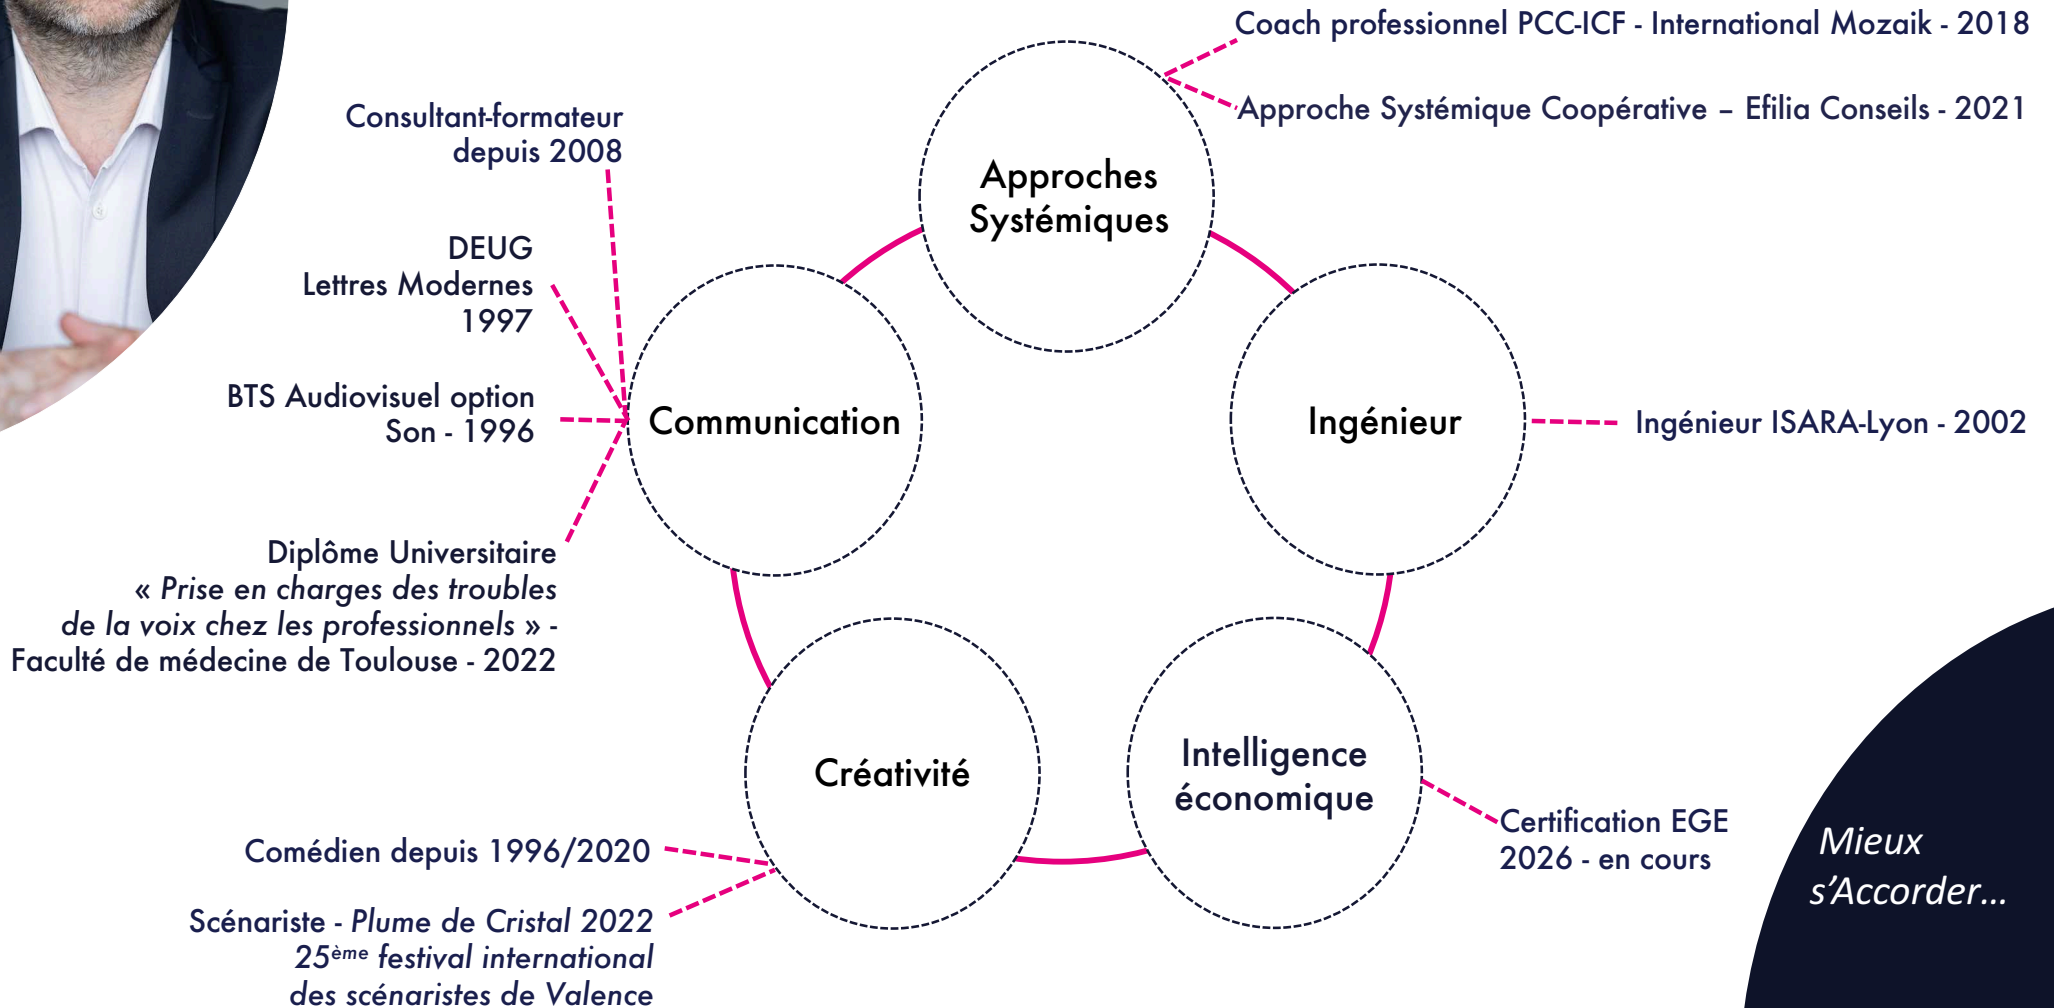 Coach professionnel PCC-ICF - International Mozaik - 2018
Approche Systémique Coopérative – Efilia Conseils - 2021
Approches
Systémiques
Consultant-formateur
depuis 2008
DEUG
Lettres Modernes
1997
BTS Audiovisuel option
Son - 1996
Diplôme Universitaire
« Prise en charges des troubles
de la voix chez les professionnels » -
Faculté de médecine de Toulouse - 2022
Communication
Ingénieur
Ingénieur ISARA-Lyon - 2002
Créativité
Comédien depuis 1996/2020
Scénariste - Plume de Cristal 2022
25ème festival international
des scénaristes de Valence
Intelligence
économique
Certification EGE
2026 - en cours
Mieux
s’Accorder...